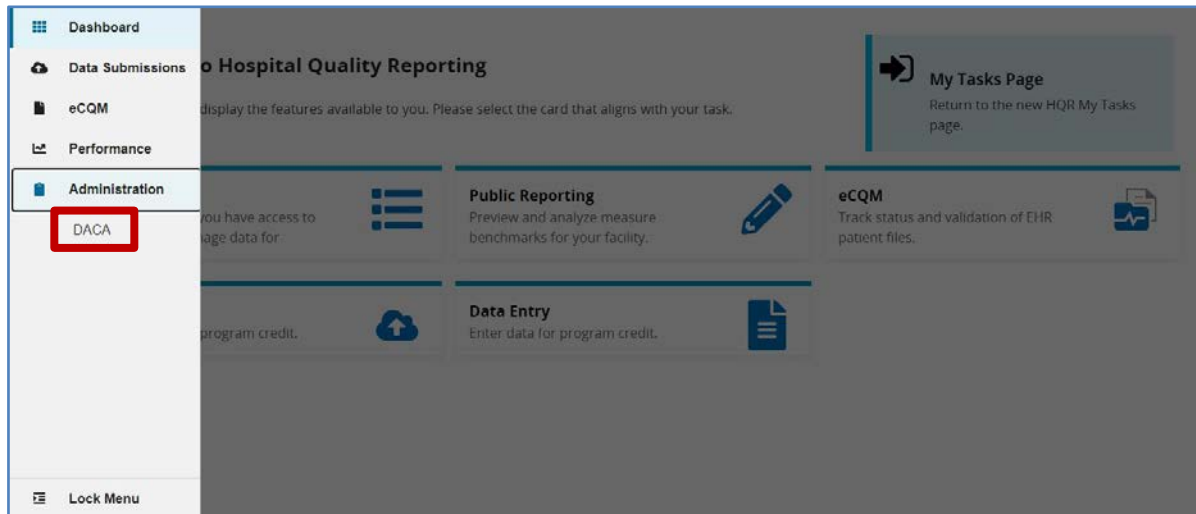 Dashboard
Data Submissions
eCQM
Performance
Administration
DACA
Lock Menu
o Hospital Quality Reporting
display the features available to you. Please select the card that aligns with your task.
My Tasks Page
Return to the new HQR My Tasks
page.
you have access to
age data for
Public Reporting
Preview and analyze measure
benchmarks for your facility.
eCQM
Track status and validation of EHR
patient files.
program credit.
Data Entry
Enter data for program credit.